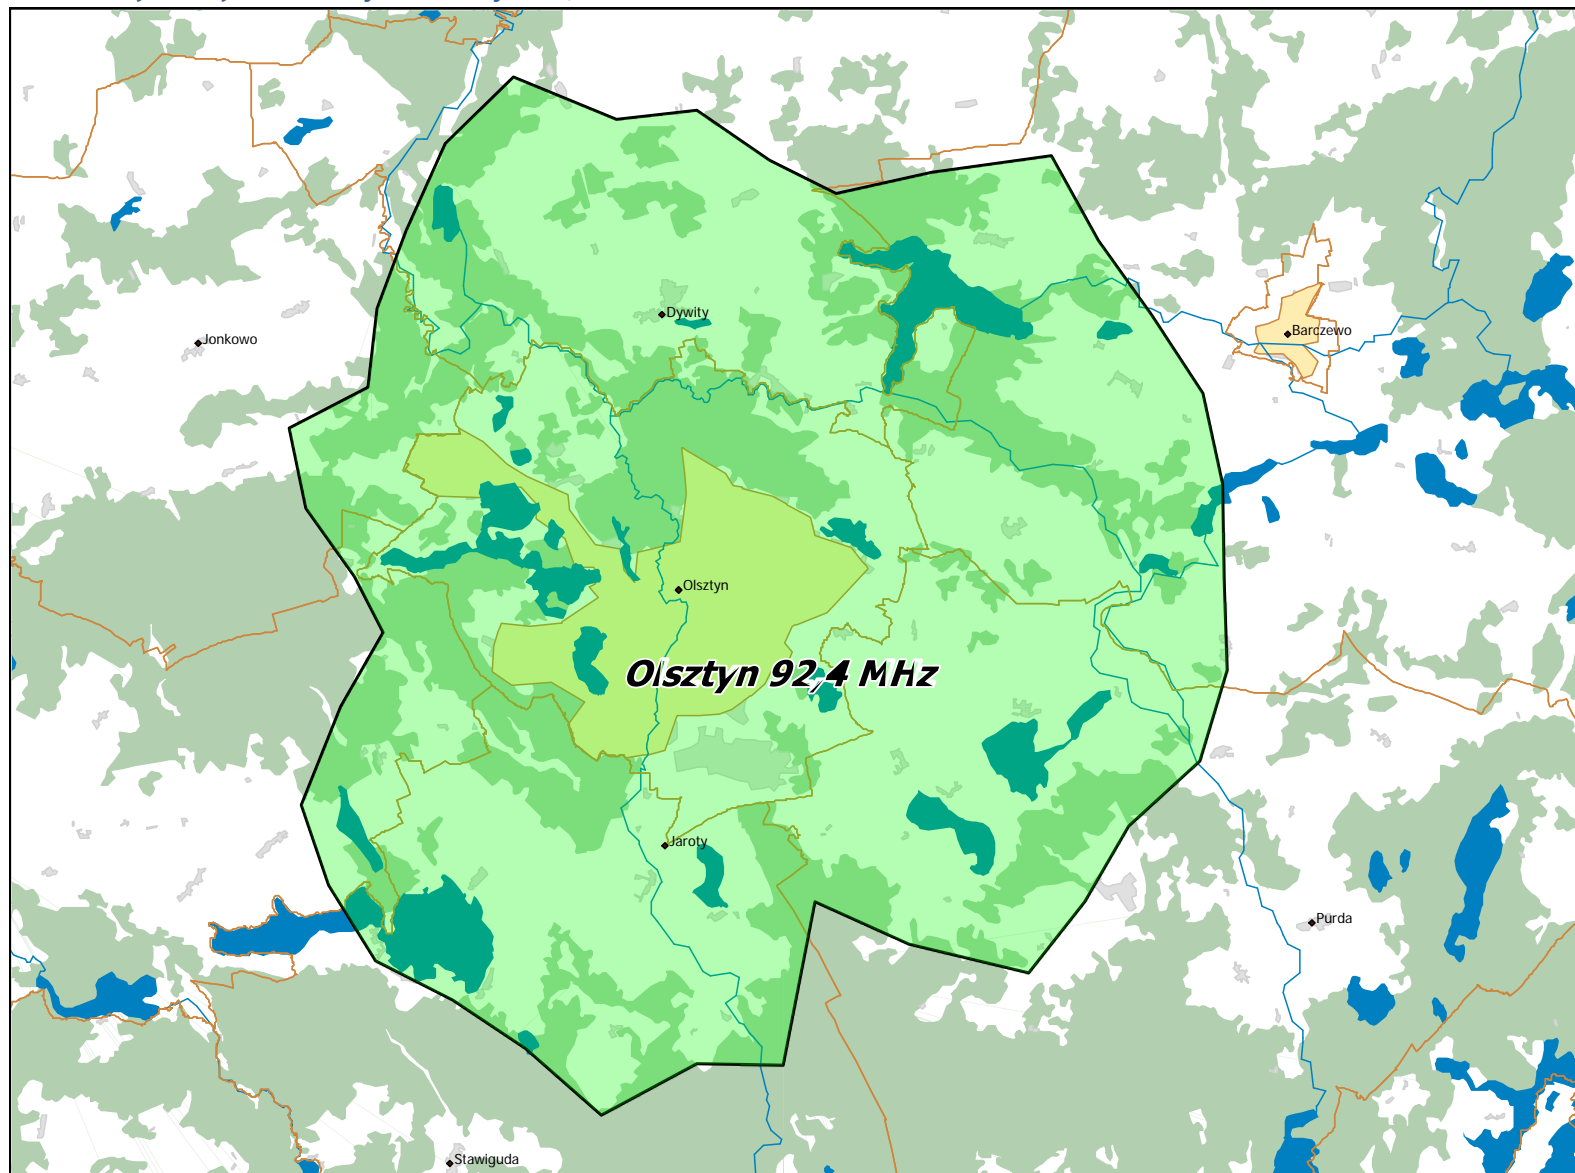 Dywity
Jonkowo
Barczewo
Olsztyn
Olsztyn 92,4 MHz
Jaroty
Purda
Stawiguda